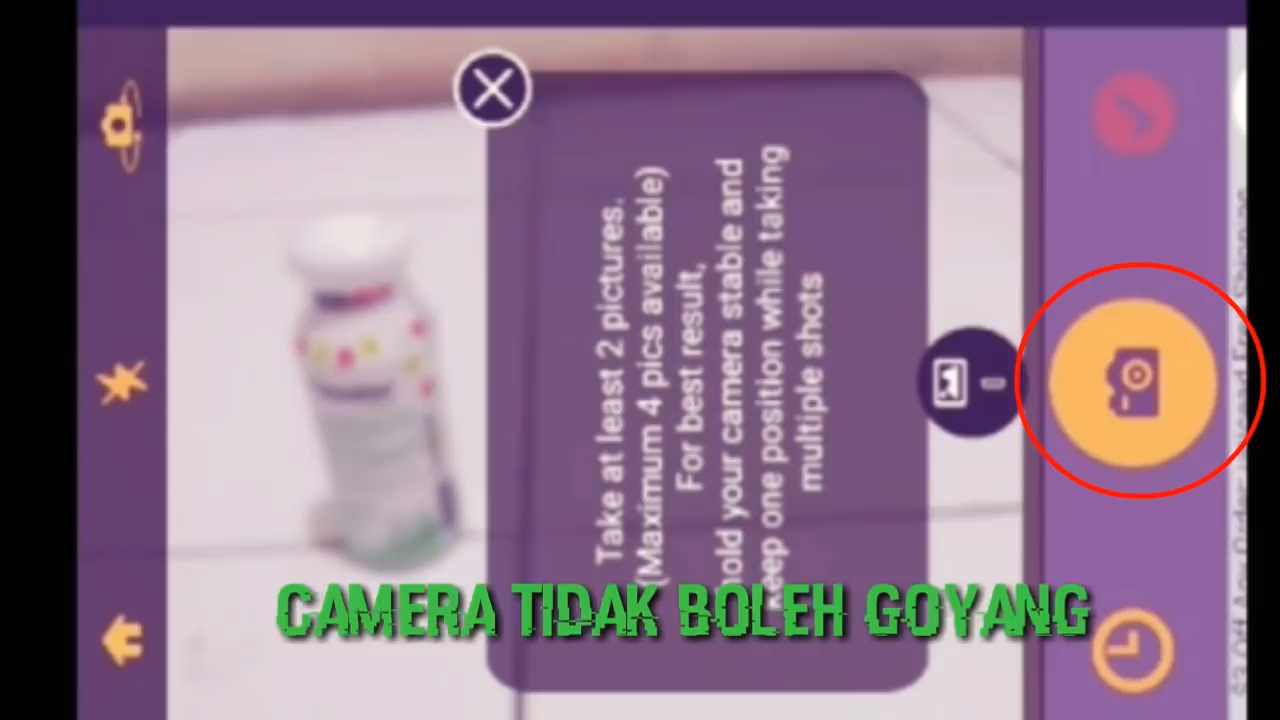 Take at least 2 pictures.
(Maximum 4 pics available)
For best result,
hold your camera stable and
keep one position while taking
multiple shots
CAMERA TIDAK BOLEH GOYANG